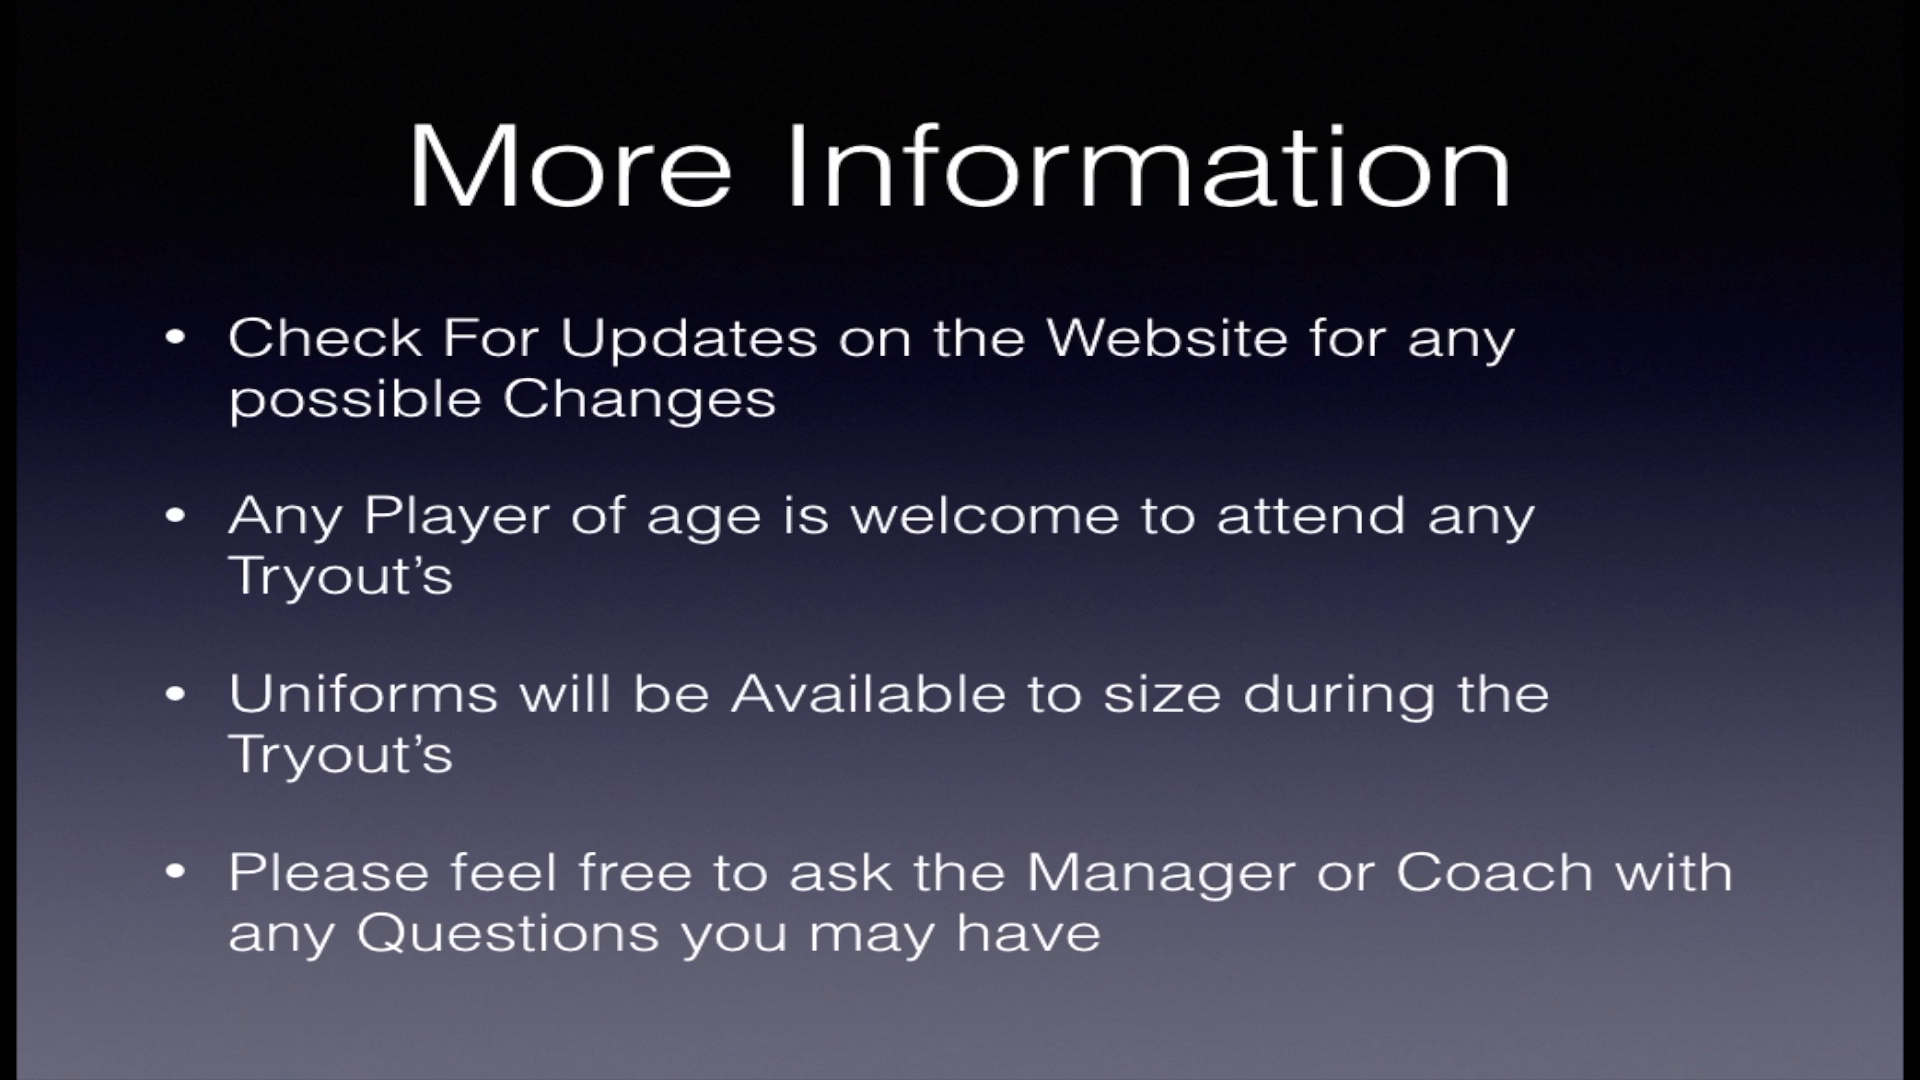 More Information
• Check For Updates on the Website for any
possible Changes
• Any Player of age is welcome to attend any
Tryout’s
• Uniforms will be Available to size during the
Tryout’s
• Please feel free to ask the Manager or Coach with
any Questions you may have